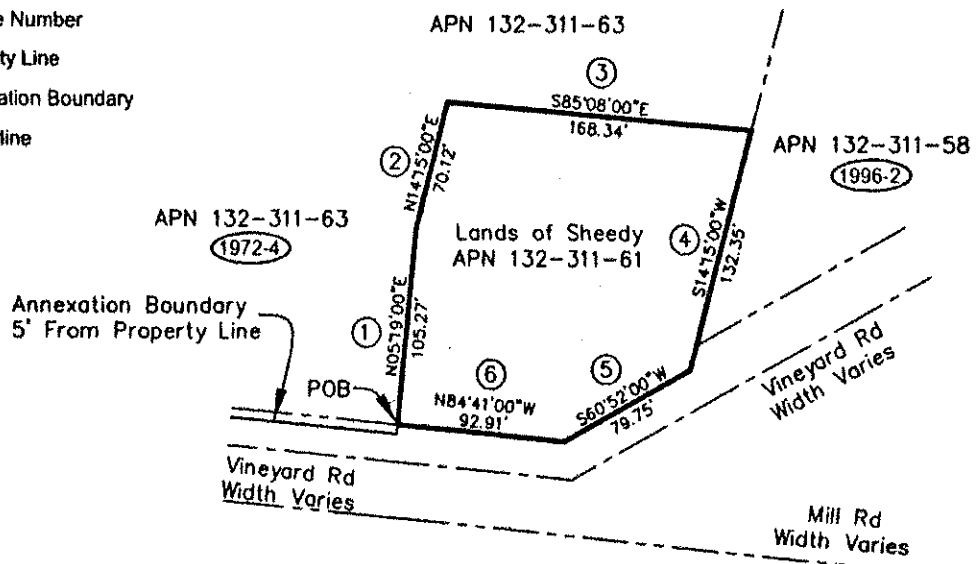 Number
Property Line
APN 132-311-63
Annexation Boundary
③
S85°08'00"E
168.34'
②
N14°15'00"E
70.12'
APN 132-311-58
1996-2
APN 132-311-63
1972-4
Lands of Sheedy
APN 132-311-61
④
S14°15'00"W
132.35'
Annexation Boundary
5' From Property Line
①
N05°19'00"E
105.27'
POB
⑥
N84°41'00"W
92.91'
⑤
S60°52'00"W
79.75'
Vineyard Rd
Width Varies
Vineyard Rd
Width Varies
Mill Rd
Width Varies